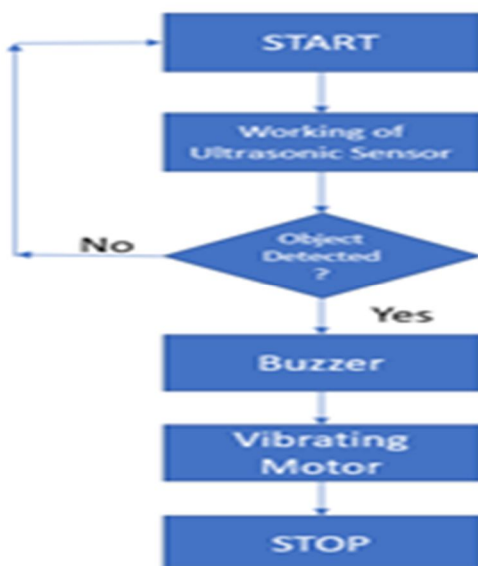 START
Working of
Ultrasonic Sensor
Object
Detected
?
No
Yes
Buzzer
Vibrating
Motor
STOP